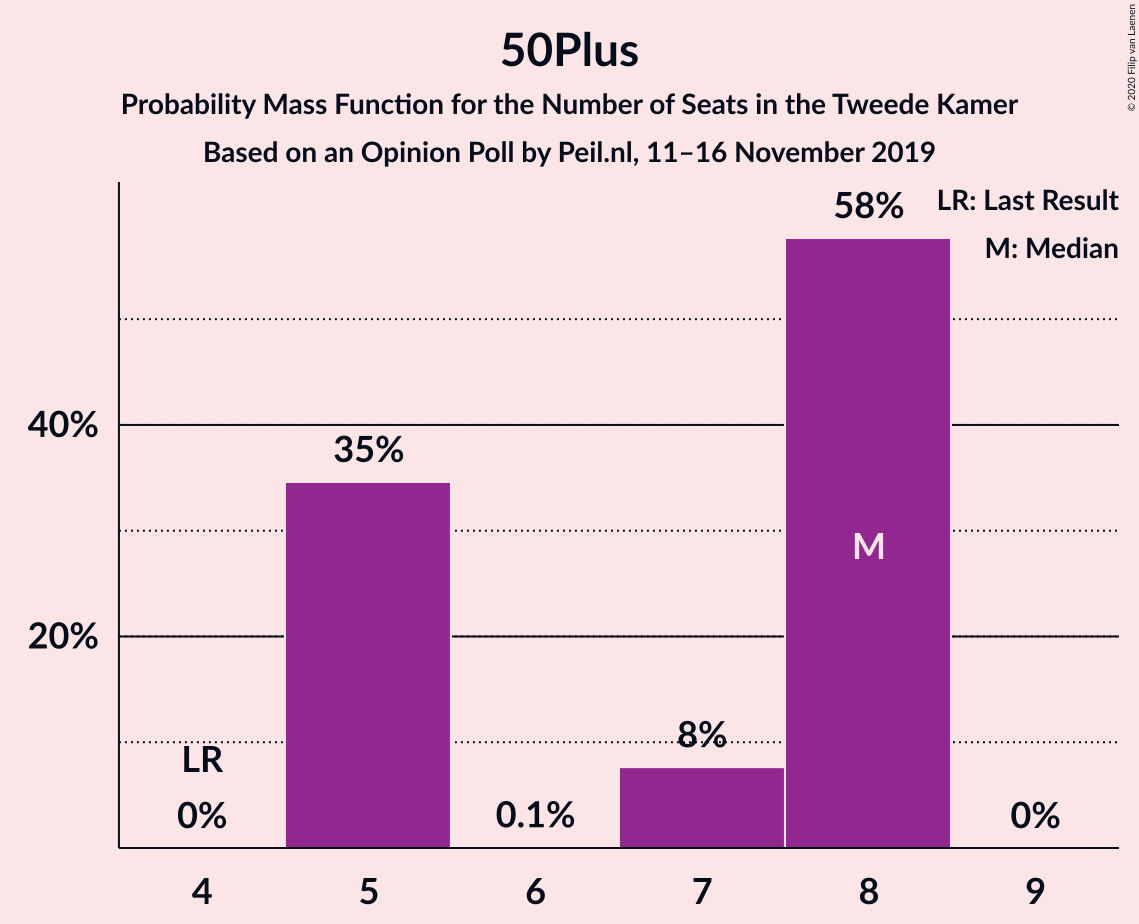 50Plus
Probability Mass Function for the Number of Seats in the Tweede Kamer
Based on an Opinion Poll by Peil.nl, 11–16 November 2019
© 2020 Filip van Laenen
LR: Last Result
M: Median
58%
40%
35%
M
20%
8%
LR
0%
0.1%
0%
4 5 6 7 8 9